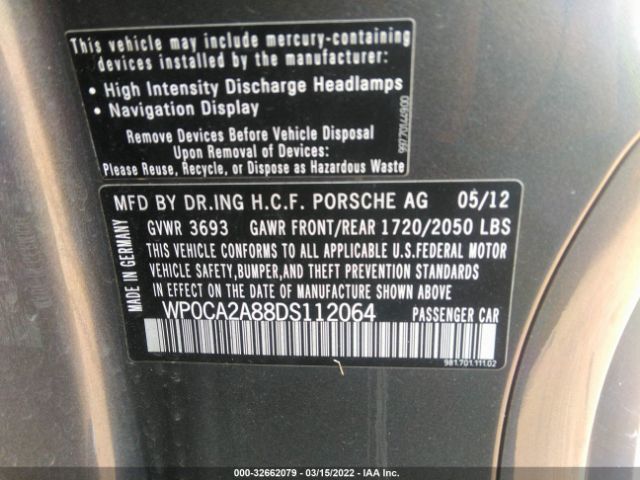 This vehicle may include mercury-containing
devices installed by the manufacturer:
• High Intensity Discharge Headlamps
• Navigation Display
Remove Devices Before Vehicle Disposal
Upon Removal of Devices:
Please Reuse, Recycle, or Dispose as Hazardous Waste
MADE IN GERMANY
MFD BY DR.ING H.C.F. PORSCHE AG 05/12
GVWR 3693 GAWR FRONT/REAR 1720/2050 LBS
THIS VEHICLE CONFORMS TO ALL APPLICABLE U.S.FEDERAL MOTOR
VEHICLE SAFETY,BUMPER,AND THEFT PREVENTION STANDARDS
IN EFFECT ON THE DATE OF MANUFACTURE SHOWN ABOVE.
WP0CA2A88DS112064 PASSENGER CAR
981.701.111.02
000-32662079 - 03/15/2022 - IAA Inc.